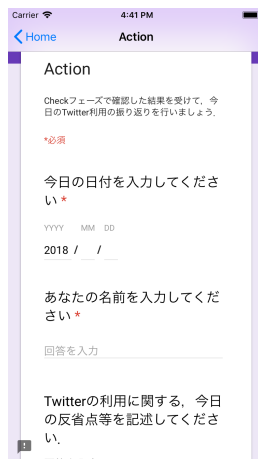 Carrier 4:41 PM
Home Action
Action
Checkフェーズで確認した結果を受けて，今
日のTwitter利用の振り返りを行いましょう．
*必須
今日の日付を入力してくださ
い *
YYYY MM DD
2018 / /
あなたの名前を入力してくだ
さい *
回答を入力
Twitterの利用に関する，今日
の反省点等を記述してくださ
い．